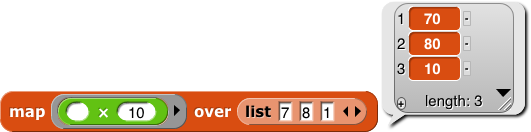 map × 10 over list 7 8 1
1 70
2 80
3 10
+ length: 3